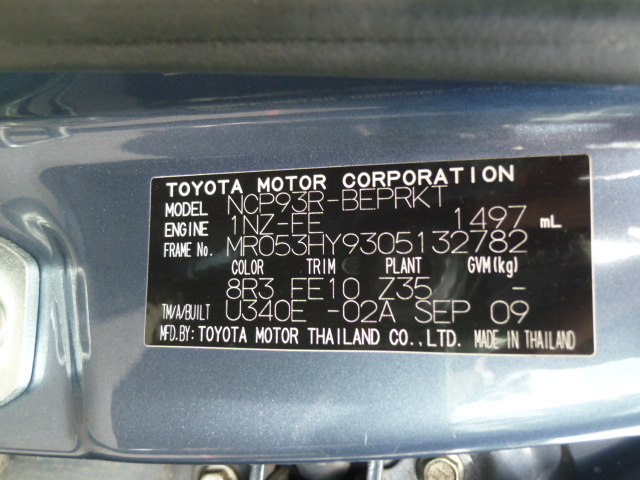 TOYOTA MOTOR CORPORATION
MODEL NCP93R-BEPRKT
ENGINE 1NZ-FE 1497 mL
FRAME No. MR053HY9305132782
COLOR TRIM PLANT GVM(kg)
8R3 FE10 Z35 -
TM/A/BUILT U340E -02A SEP 09
MFD.BY: TOYOTA MOTOR THAILAND CO.,LTD. MADE IN THAILAND